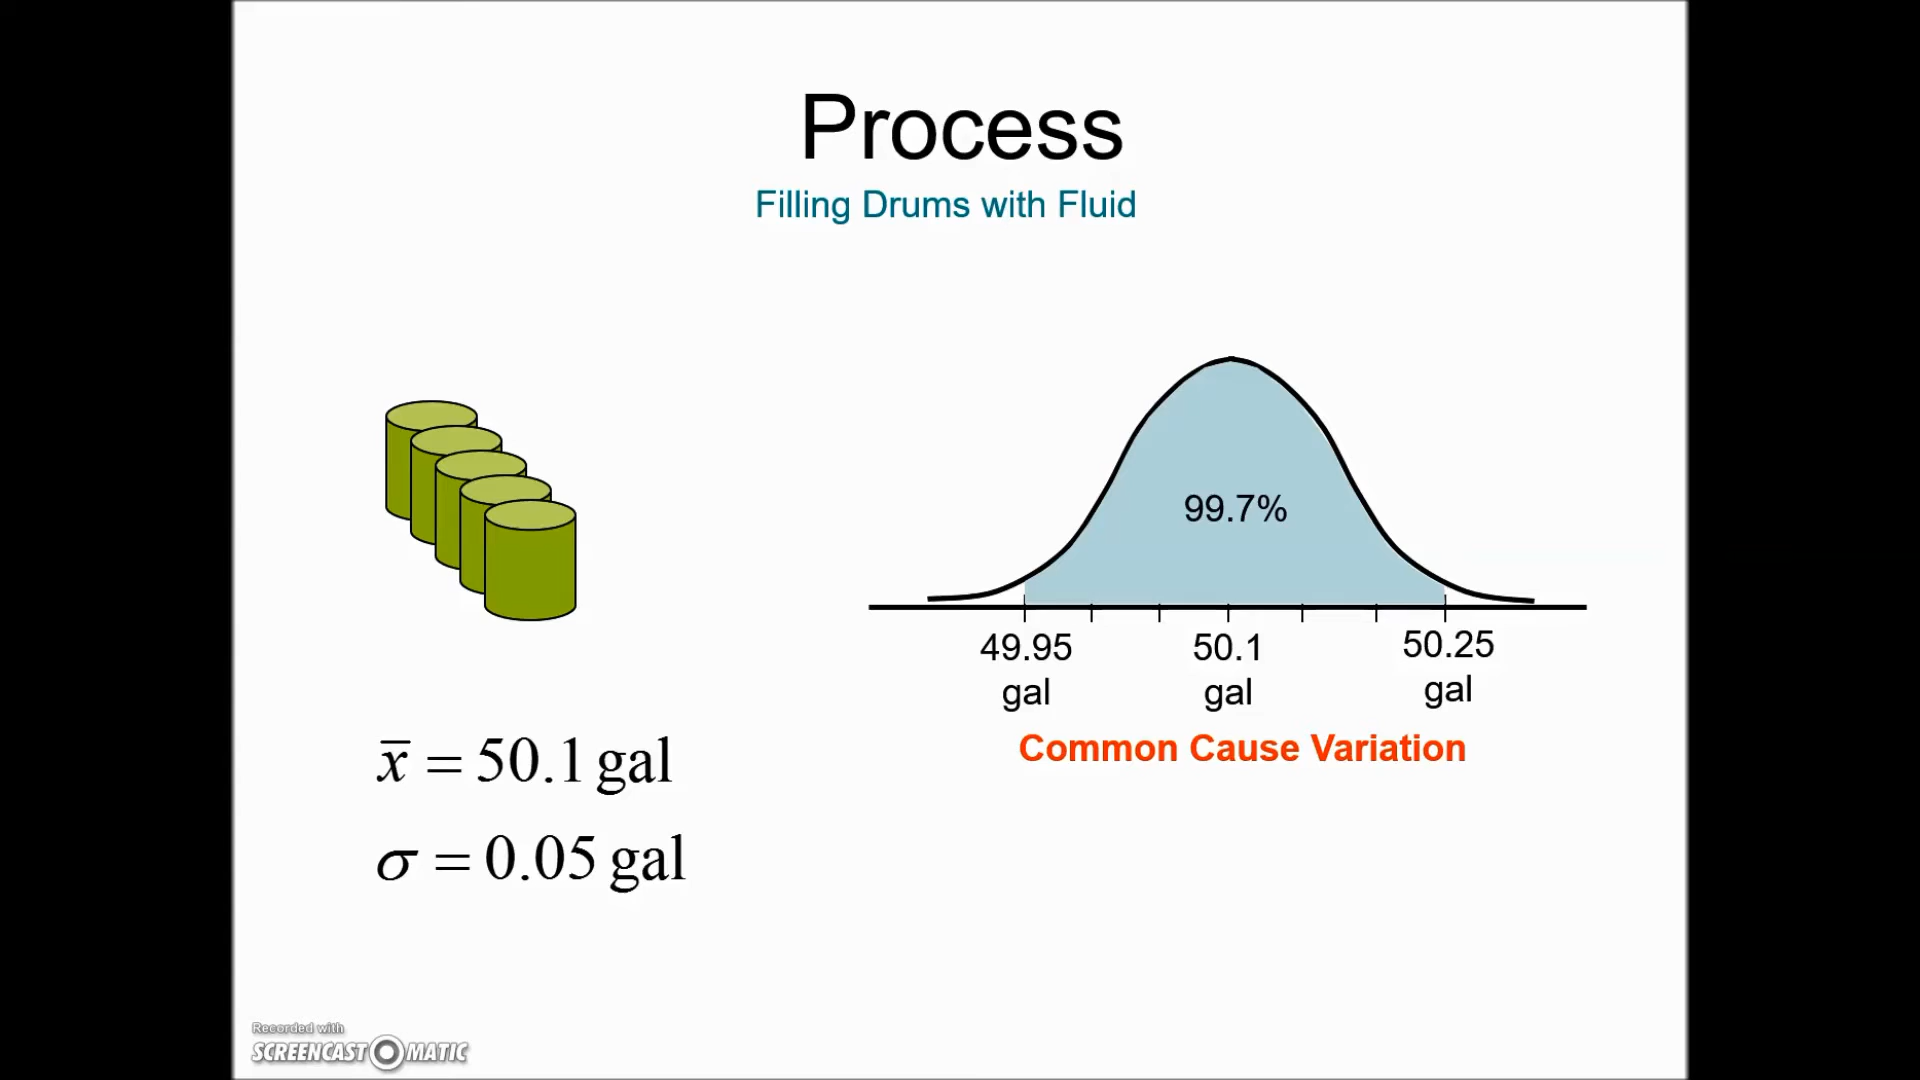 Process
Filling Drums with Fluid
99.7%
49.95 gal
50.1 gal
50.25 gal
Common Cause Variation
x̄ = 50.1 gal
σ = 0.05 gal
Recorded with
SCREENCAST-O-MATIC